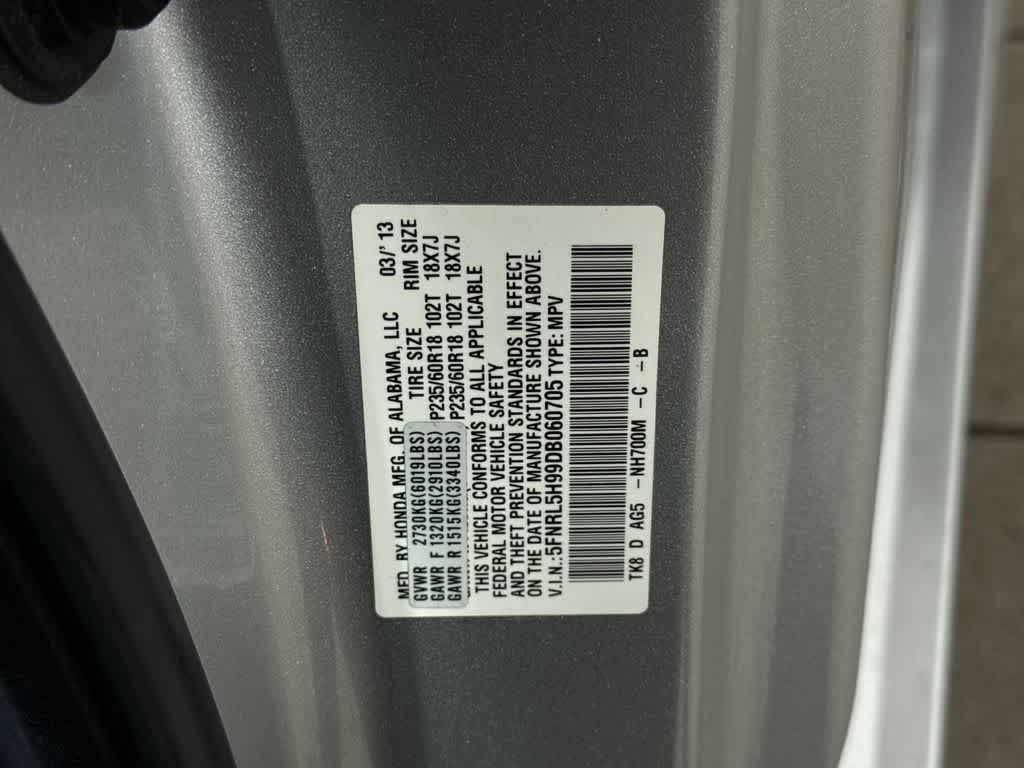 MFD. BY HONDA MFG. OF ALABAMA, LLC 03/'13
TIRE SIZE RIM SIZE
GVWR 2730KG(6019LBS)
GAWR F 1320KG(2910LBS) P235/60R18 102T 18X7J
GAWR R 1515KG(3340LBS) P235/60R18 102T 18X7J
THIS VEHICLE CONFORMS TO ALL APPLICABLE
FEDERAL MOTOR VEHICLE SAFETY
AND THEFT PREVENTION STANDARDS IN EFFECT
ON THE DATE OF MANUFACTURE SHOWN ABOVE.
V.I.N.:5FNRL5H99DB060705 TYPE: MPV
TK8 D AG5 -NH700M -C -B